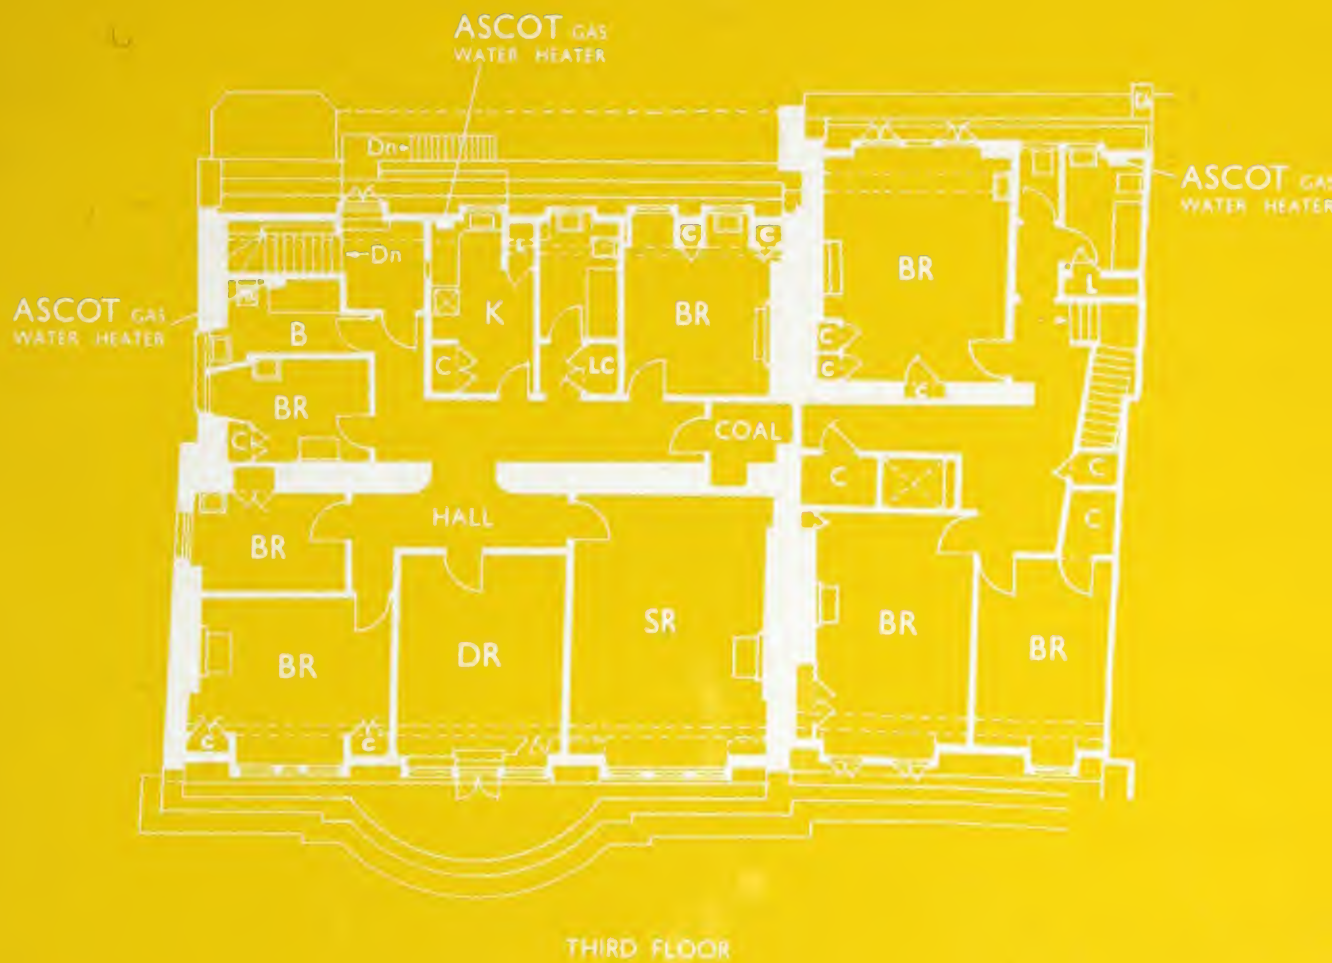 ASCOT GAS
WATER HEATER
Dn
ASCOT GAS
WATER HEATER
C
C
BR
L
Dn
ASCOT GAS
WATER HEATER
B
K
BR
C
C
L
C
LC
BR
C
C
COAL
C
C
C
HALL
BR
BR
DR
SR
BR
BR
C
C
THIRD FLOOR